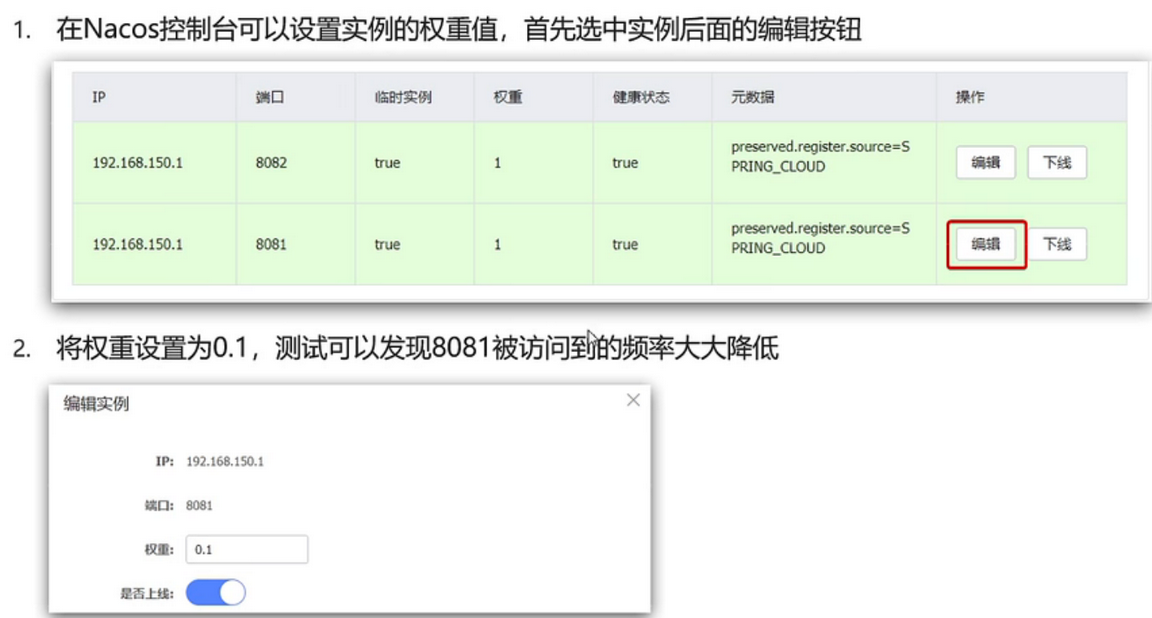 1. 在Nacos控制台可以设置实例的权重值，首先选中实例后面的编辑按钮
IP 端口 临时实例 权重 健康状态 元数据 操作
192.168.150.1 8082 true 1 true preserved.register.source=S
PRING_CLOUD 编辑 下线
192.168.150.1 8081 true 1 true preserved.register.source=S
PRING_CLOUD 编辑 下线
2. 将权重设置为0.1，测试可以发现8081被访问到的频率大大降低
编辑实例
IP: 192.168.150.1
端口: 8081
权重: 0.1
是否上线: